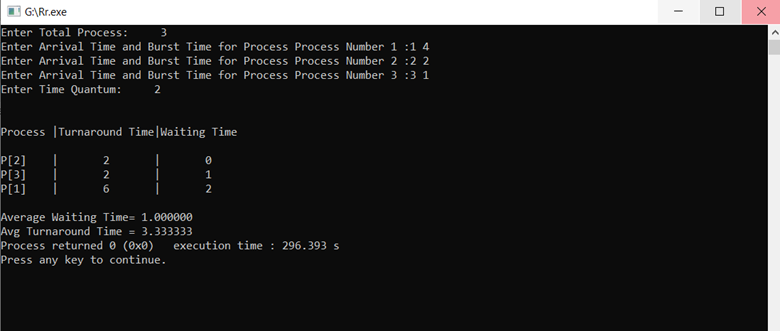 G:\Rr.exe
Enter Total Process:     3
Enter Arrival Time and Burst Time for Process Process Number 1 :1 4
Enter Arrival Time and Burst Time for Process Process Number 2 :2 2
Enter Arrival Time and Burst Time for Process Process Number 3 :3 1
Enter Time Quantum:     2
Process |Turnaround Time|Waiting Time
P[2]    |       2       |       0
P[3]    |       2       |       1
P[1]    |       6       |       2
Average Waiting Time= 1.000000
Avg Turnaround Time = 3.333333
Process returned 0 (0x0)   execution time : 296.393 s
Press any key to continue.